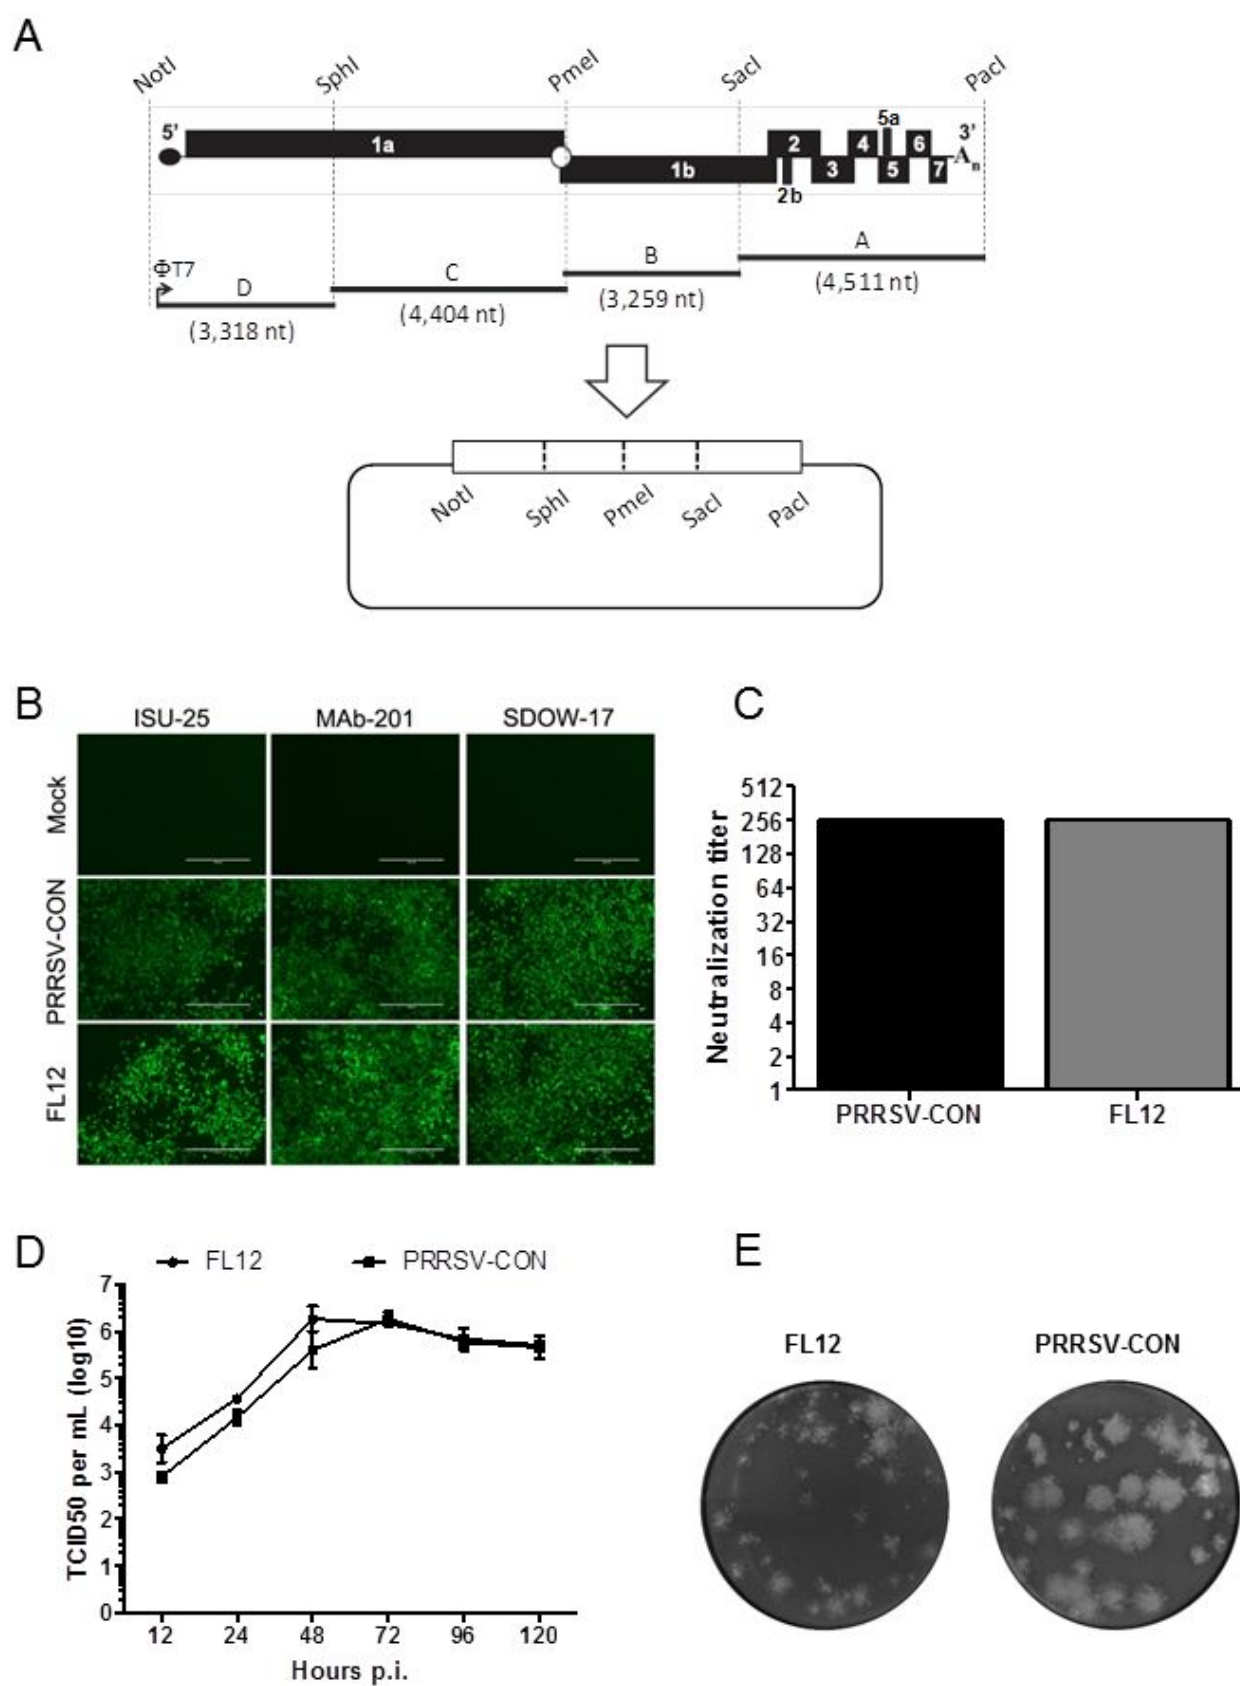 A
NotI SphI PmeI SacI PacI
5' 1a 1b 2 2b 3 4 5a 5 6 7 3' An
ΦT7 D C B A
(3,318 nt) (4,404 nt) (3,259 nt) (4,511 nt)
NotI SphI PmeI SacI PacI
B
ISU-25 MAb-201 SDOW-17
Mock
PRRSV-CON
FL12
C
Neutralization titer
512
256
128
64
32
16
8
4
2
1
PRRSV-CON FL12
D
FL12 PRRSV-CON
TCID50 per mL (log10)
7
6
5
4
3
2
1
0
12 24 48 72 96 120
Hours p.i.
E
FL12 PRRSV-CON